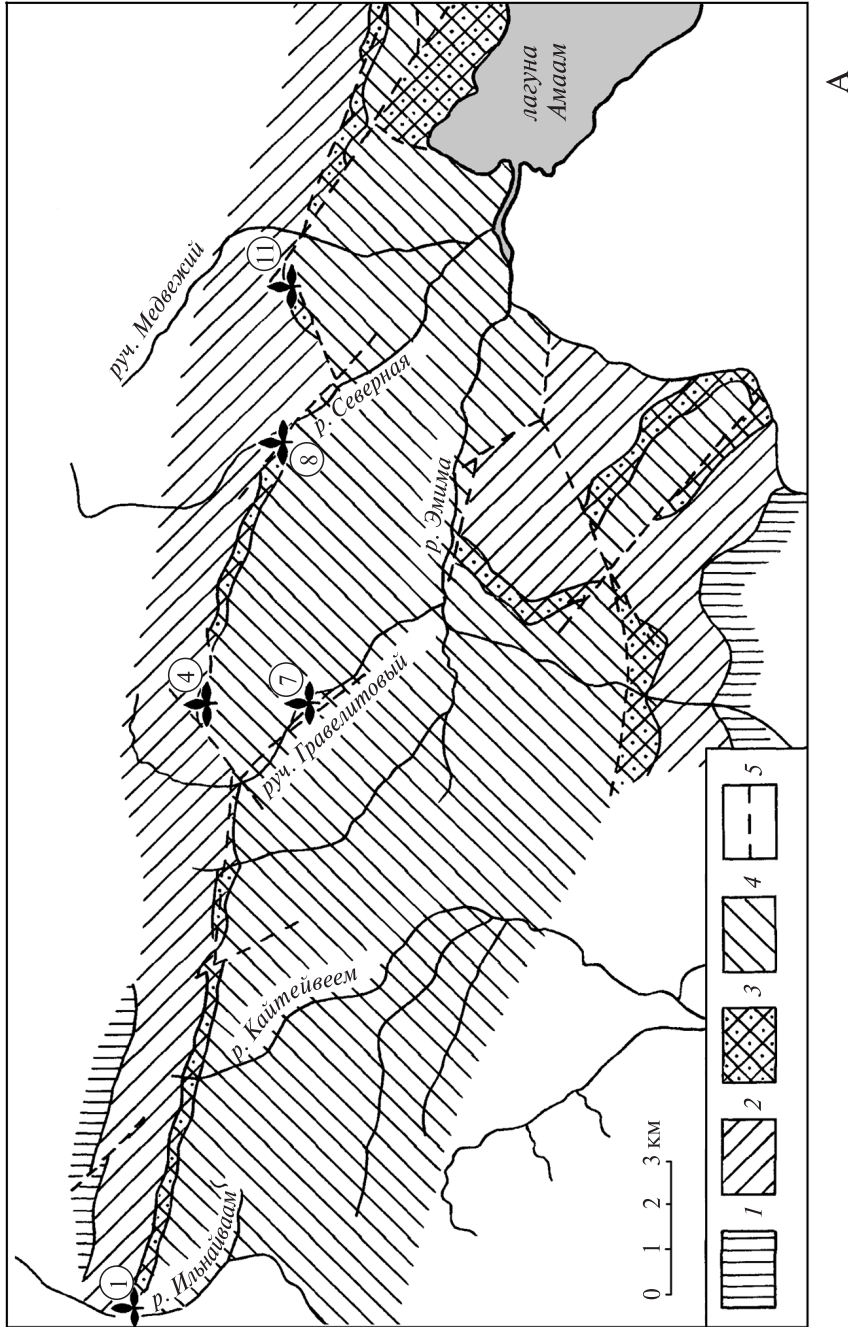 А
лагуна
Амаам
руч. Медвежий
11
р. Северная
8
р. Эмима
4
7
руч. Гравелитовый
р. Кайтейвеем
р. Ильнайваам
1
0 1 2 3 км
1 2 3 4 5